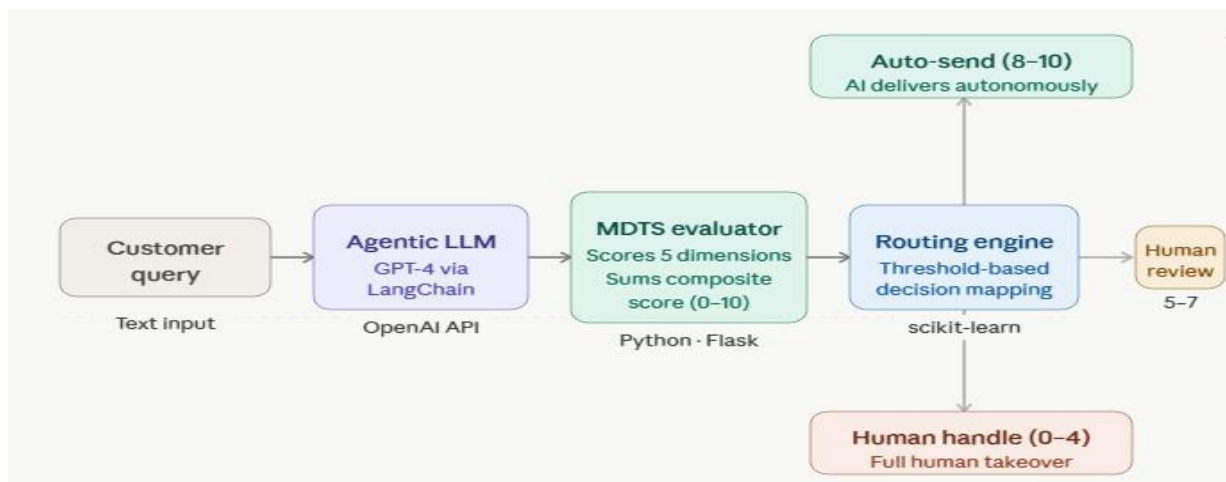 Auto-send (8–10)
AI delivers autonomously
Customer
query
Text input
Agentic LLM
GPT-4 via
LangChain
OpenAI API
MDTS evaluator
Scores 5 dimensions
Sums composite
score (0–10)
Python · Flask
Routing engine
Threshold-based
decision mapping
scikit-learn
Human
review
5–7
Human handle (0–4)
Full human takeover